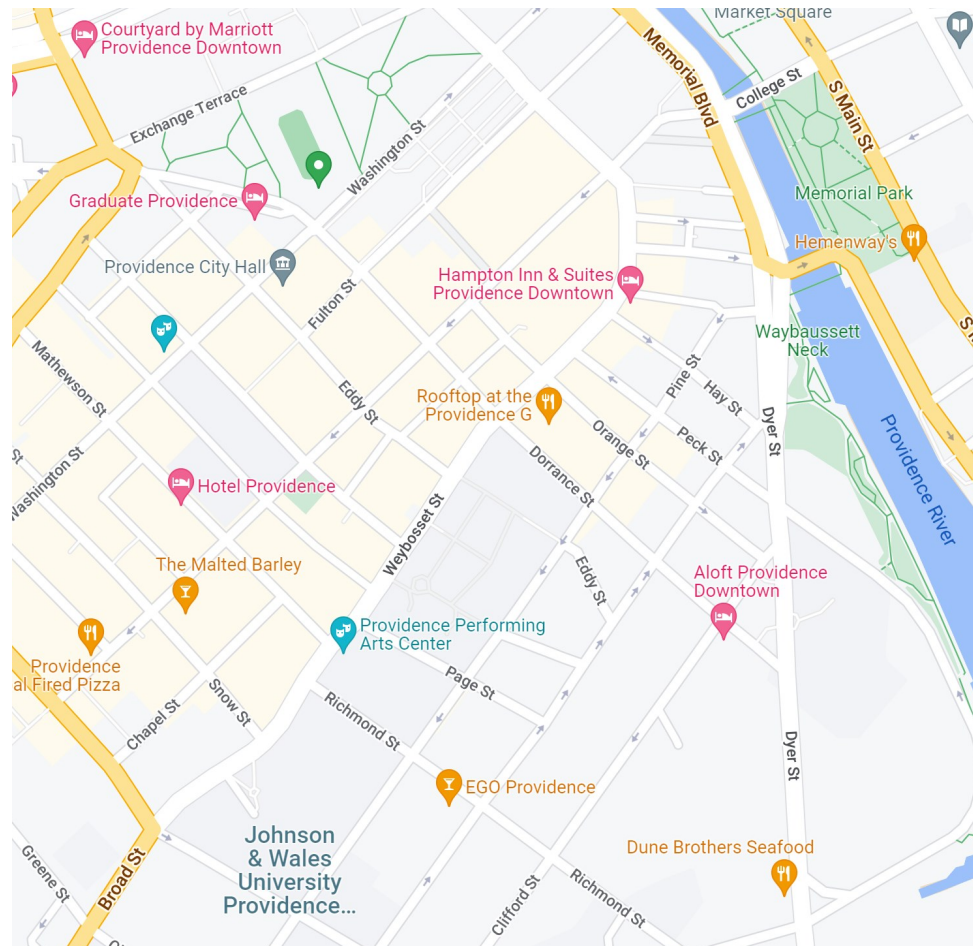 Market Square
Courtyard by Marriott
Providence Downtown
Memorial Blvd
College St
S Main St
Exchange Terrace
Washington St
Graduate Providence
Memorial Park
Hemenway's
Providence City Hall
Hampton Inn & Suites
Providence Downtown
Fulton St
Waybaussett
Neck
Mathewson St
Eddy St
Pine St
Hay St
Rooftop at the
Providence G
Orange St
Peck St
Dyer St
Providence River
St
Washington St
Hotel Providence
Dorrance St
Weybosset St
The Malted Barley
Eddy St
Aloft Providence
Downtown
Providence Performing
Arts Center
Providence
al Fired Pizza
Page St
Snow St
Chapel St
Richmond St
Dyer St
EGO Providence
Johnson
& Wales
University
Providence...
Dune Brothers Seafood
Greene St
Broad St
Clifford St
Richmond St